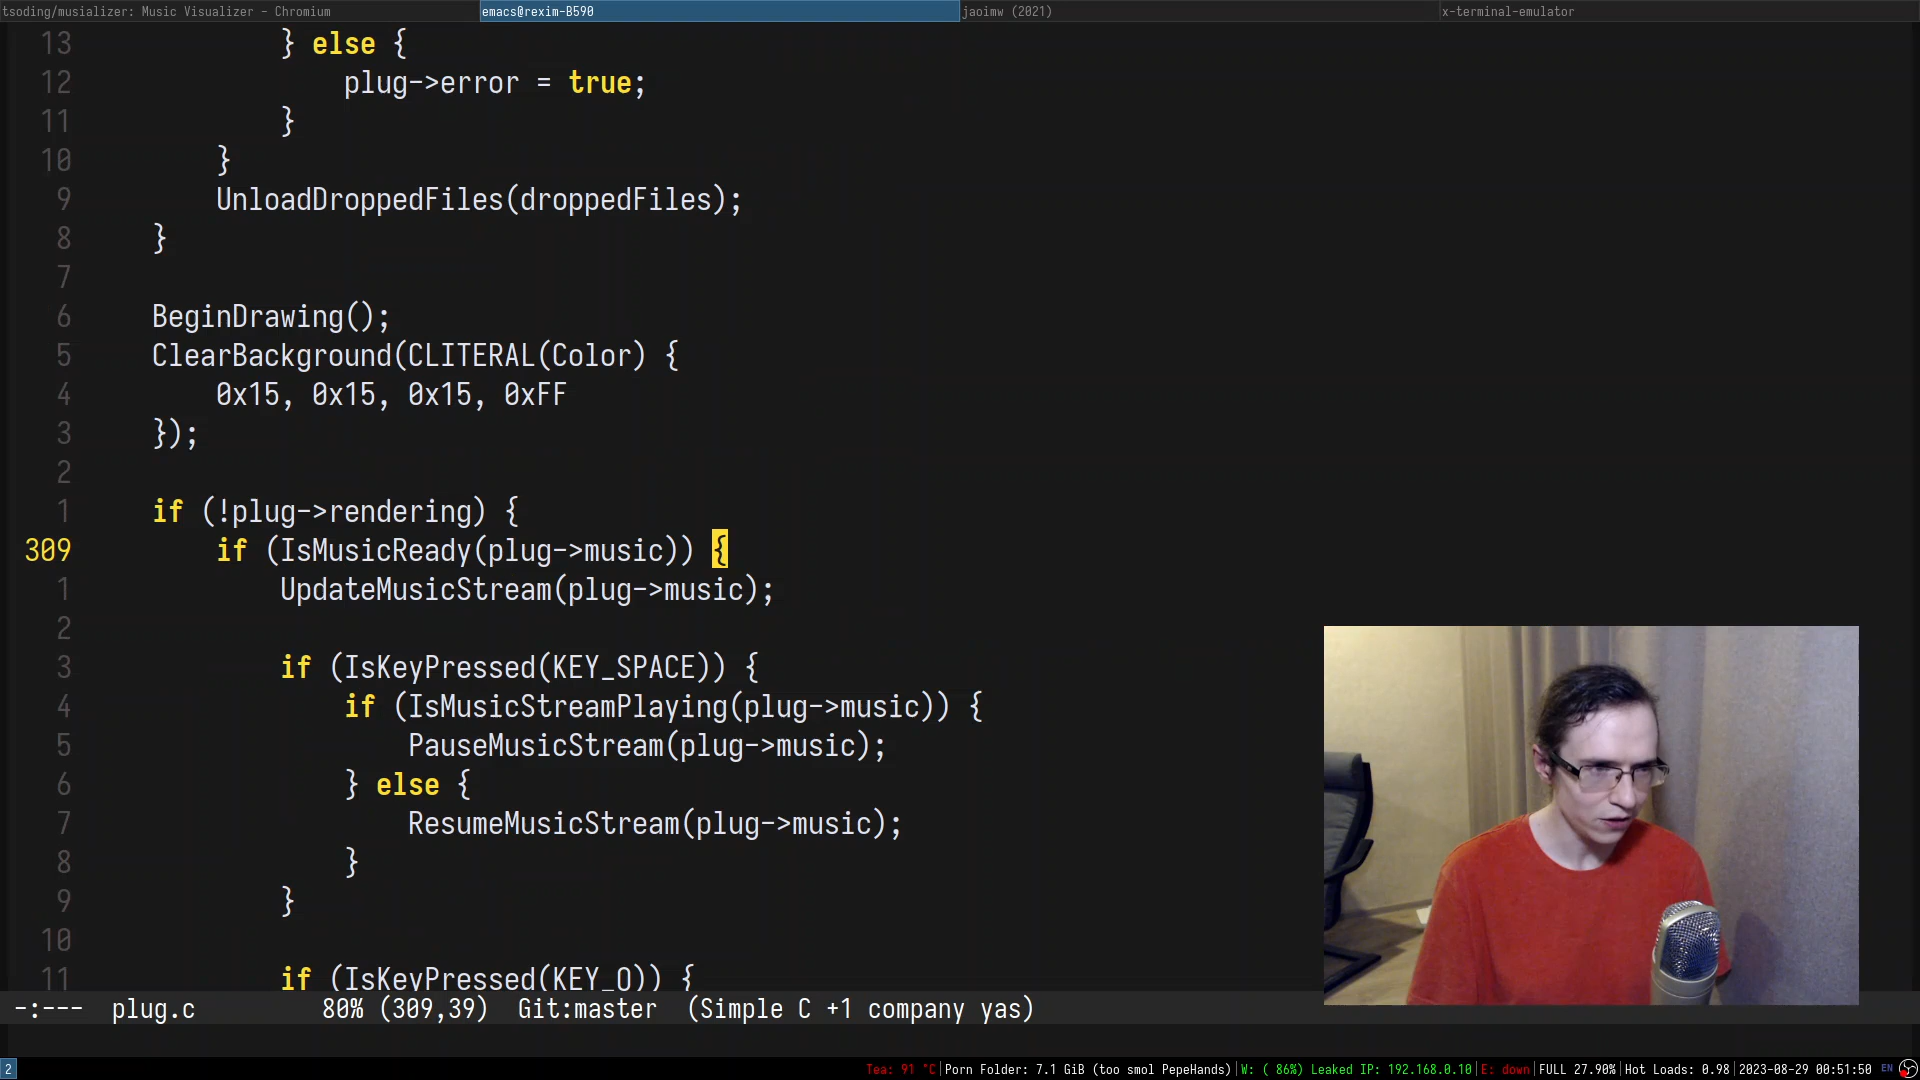 tsoding/musializer: Music Visualizer - Chromium
emacs@rexim-B590
jaoimw (2021)
x-terminal-emulator
13 } else {
12 plug->error = true;
11 }
10 }
9 UnloadDroppedFiles(droppedFiles);
8 }
7
6 BeginDrawing();
5 ClearBackground(CLITERAL(Color) {
4 0x15, 0x15, 0x15, 0xFF
3 });
2
1 if (!plug->rendering) {
309 if (IsMusicReady(plug->music)) {
1 UpdateMusicStream(plug->music);
2
3 if (IsKeyPressed(KEY_SPACE)) {
4 if (IsMusicStreamPlaying(plug->music)) {
5 PauseMusicStream(plug->music);
6 } else {
7 ResumeMusicStream(plug->music);
8 }
9 }
10
11 if (IsKeyPressed(KEY_O)) {
-:--- plug.c 80% (309,39) Git:master (Simple C +1 company yas)
2 Tea: 91 °C|Porn Folder: 7.1 GiB (too smol PepeHands)|W: ( 86%) Leaked IP: 192.168.0.10|E: down|FULL 27.90%|Hot Loads: 0.98|2023-08-29 00:51:50 EN